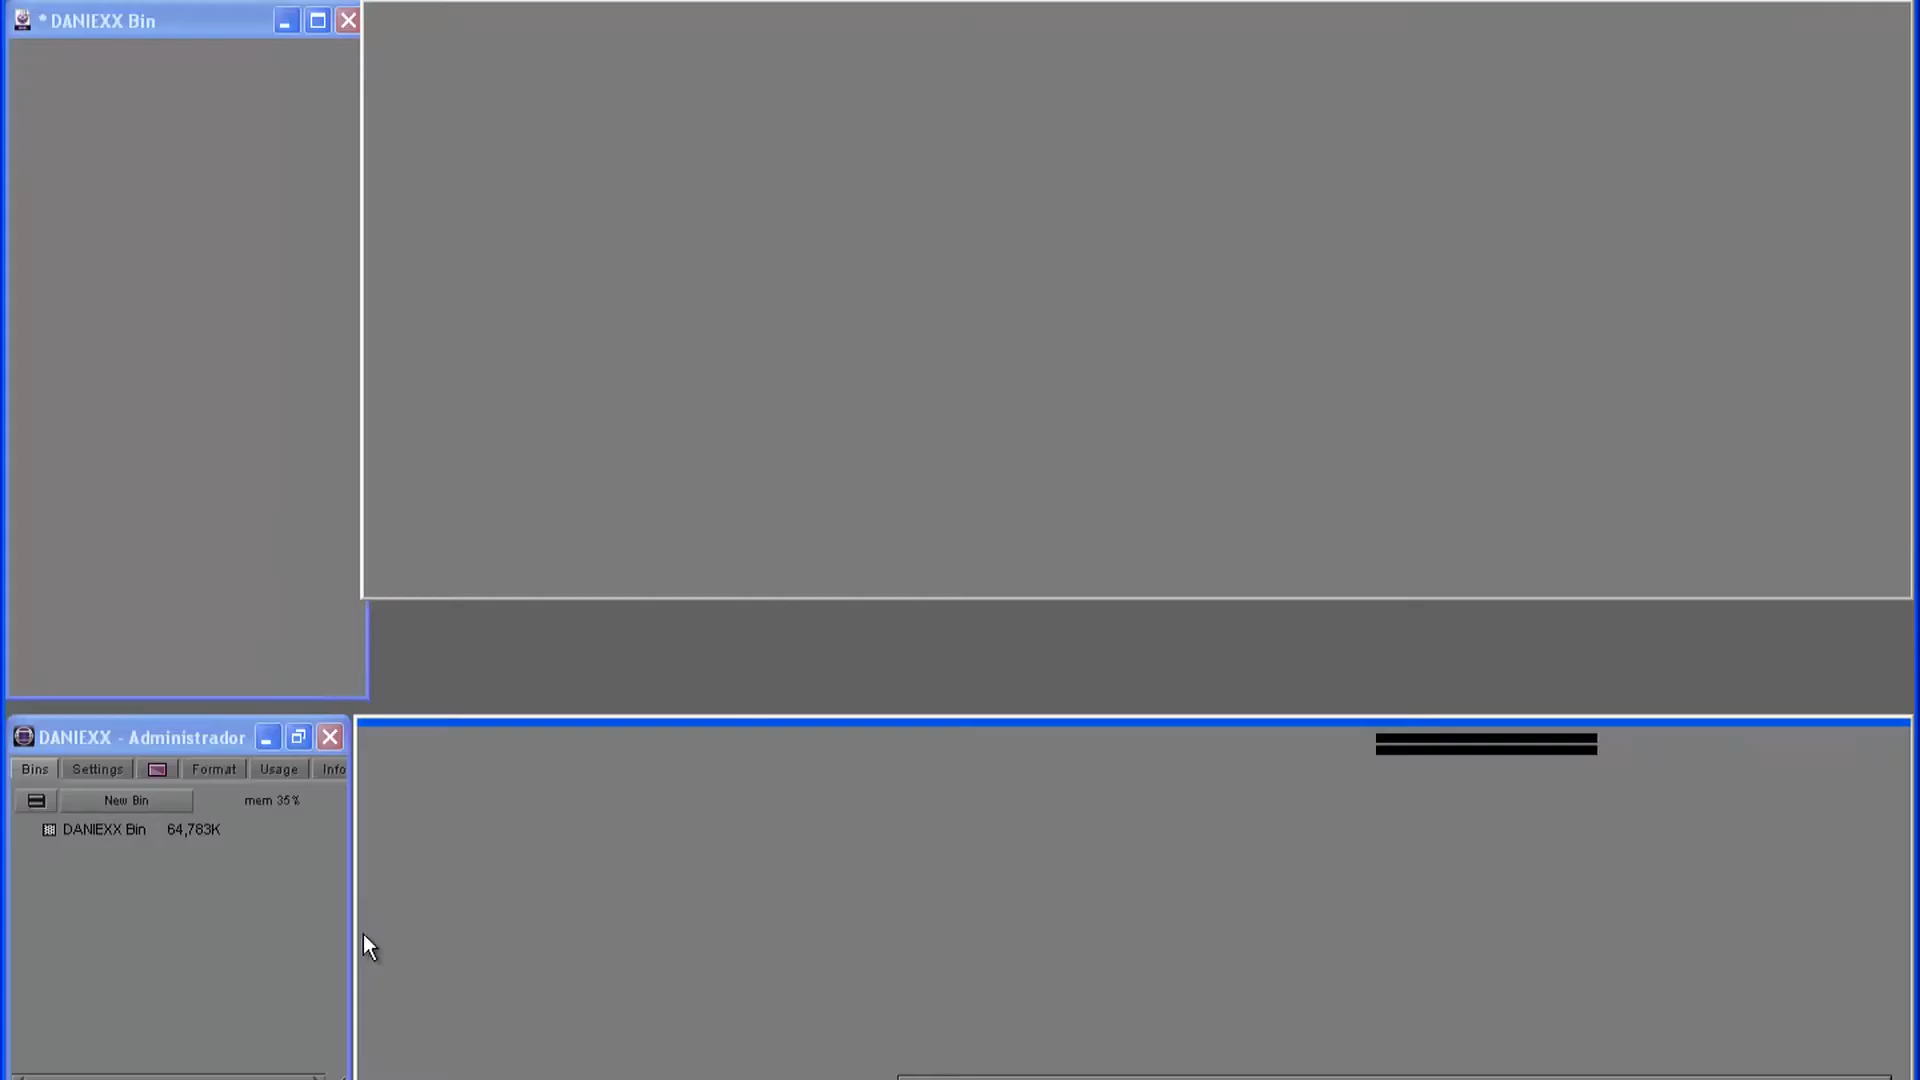 * DANIEXX Bin
DANIEXX - Administrador
Bins Settings Format Usage Info
New Bin mem 35%
DANIEXX Bin 64,783K